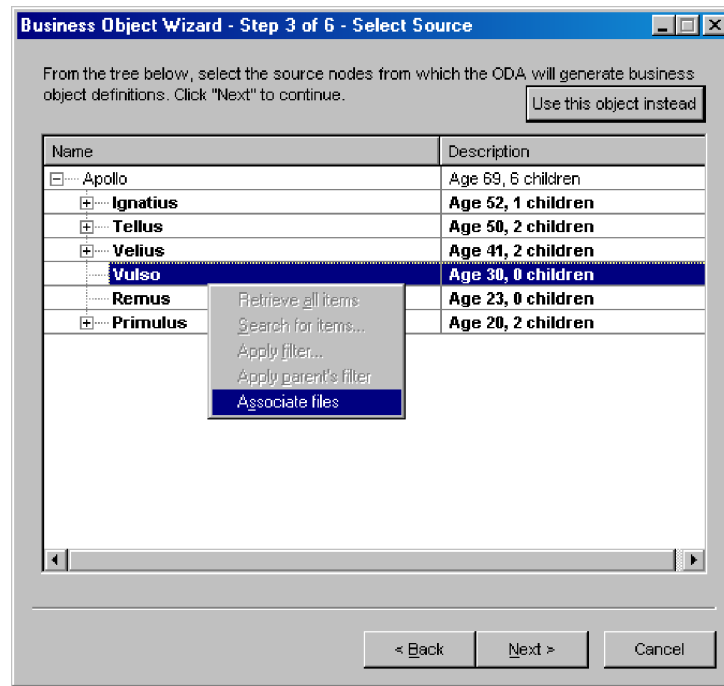 Business Object Wizard - Step 3 of 6 - Select Source
From the tree below, select the source nodes from which the ODA will generate business
object definitions. Click "Next" to continue.
Use this object instead
Name Description
Apollo Age 69, 6 children
Ignatius Age 52, 1 children
Tellus Age 50, 2 children
Velius Age 41, 2 children
Vulso Age 30, 0 children
Remus Age 23, 0 children
Primulus Age 20, 2 children
Retrieve all items
Search for items...
Apply filter...
Apply parent's filter
Associate files
< Back Next > Cancel